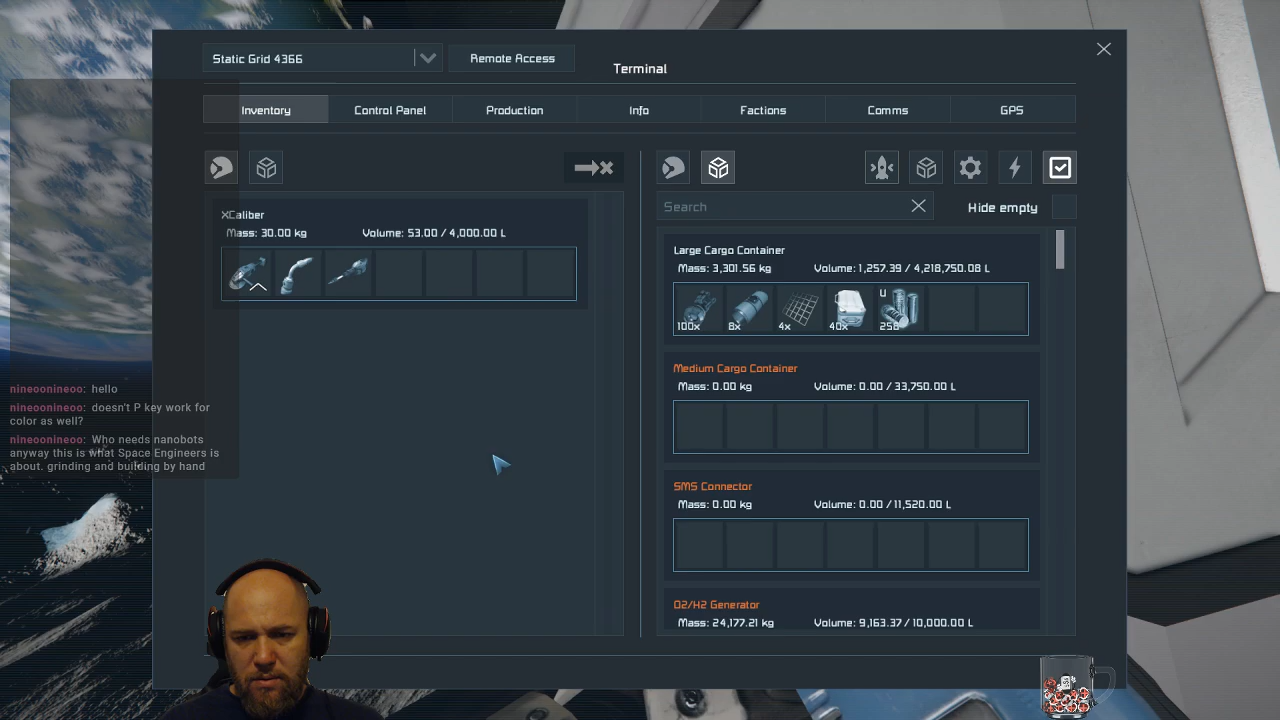 Static Grid 4366
Remote Access
Terminal
Inventory
Control Panel
Production
Info
Factions
Comms
GPS
Search
Hide empty
XCaliber
Mass: 30.00 kg Volume: 53.00 / 4,000.00 L
Large Cargo Container
Mass: 3,301.56 kg Volume: 1,257.39 / 4,218,750.08 L
100x 8x 4x 40x
U
256
Medium Cargo Container
Mass: 0.00 kg Volume: 0.00 / 33,750.00 L
SMS Connector
Mass: 0.00 kg Volume: 0.00 / 11,520.00 L
O2/H2 Generator
Mass: 24,177.21 kg Volume: 9,163.37 / 10,000.00 L
nineoonineoo: hello
nineoonineoo: doesn't P key work for
color as well?
nineoonineoo: Who needs nanobots
anyway this is what Space Engineers is
about. grinding and building by hand